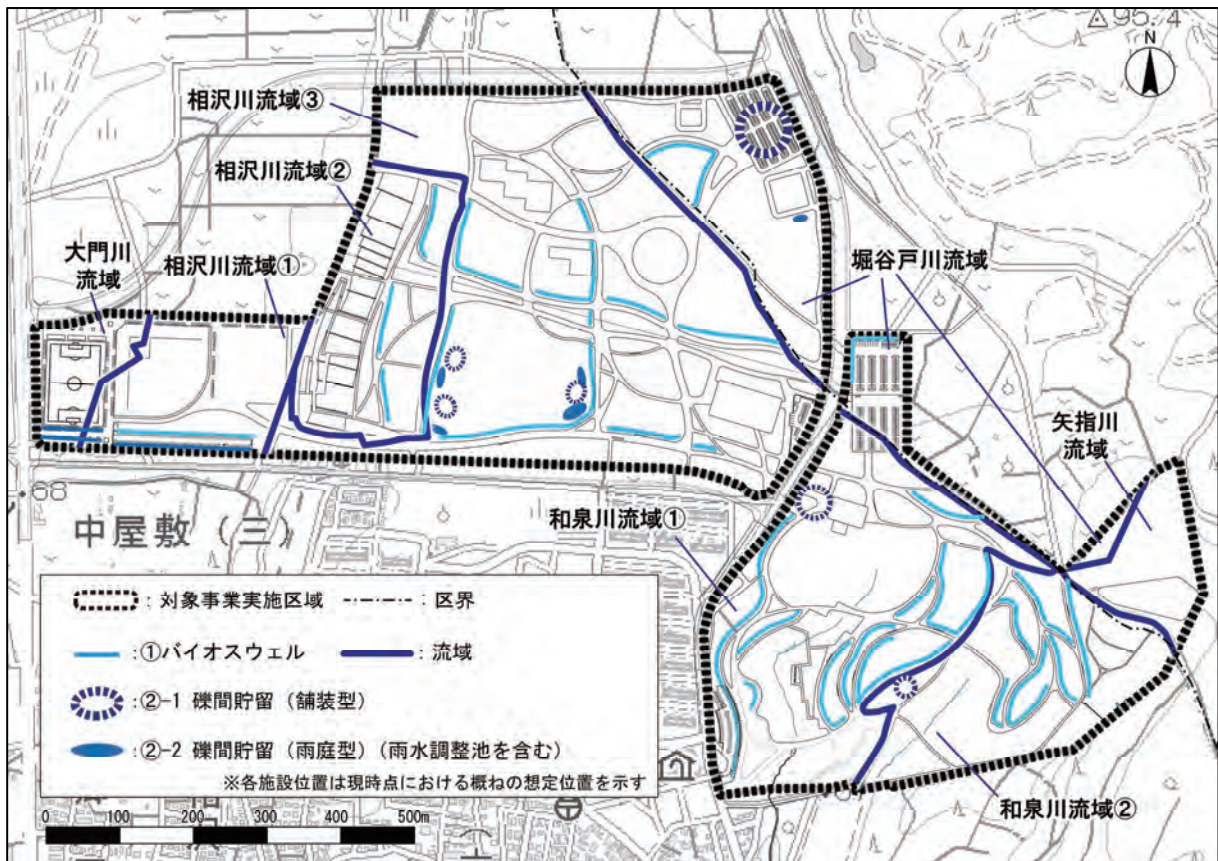 △95.4
N
相沢川流域③
相沢川流域②
大門川
流域
相沢川流域①
堀谷戸川流域
矢指川
流域
和泉川流域①
・68
中屋敷（三）
：対象事業実施区域
：区界
：①バイオスウェル
：流域
：②-1 礫間貯留（舗装型）
：②-2 礫間貯留（雨庭型）（雨水調整池を含む）
※各施設位置は現時点における概ねの想定位置を示す
0 100 200 300 400 500m
和泉川流域②